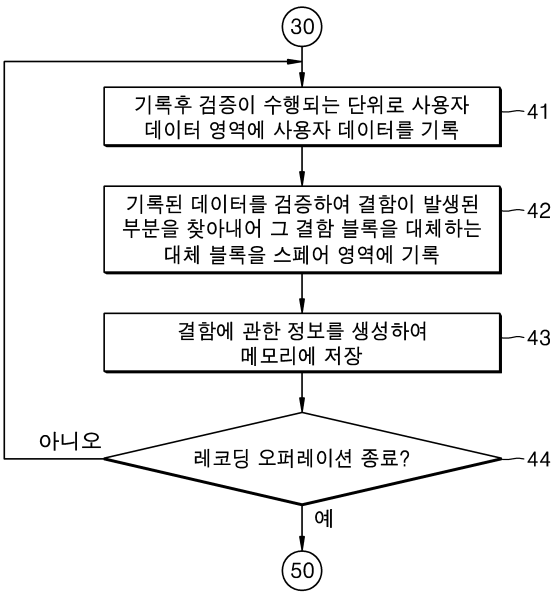 30
기록후 검증이 수행되는 단위로 사용자
데이터 영역에 사용자 데이터를 기록
41
기록된 데이터를 검증하여 결함이 발생된
부분을 찾아내어 그 결함 블록을 대체하는
대체 블록을 스페어 영역에 기록
42
결함에 관한 정보를 생성하여
메모리에 저장
43
아니오
레코딩 오퍼레이션 종료?
44
예
50